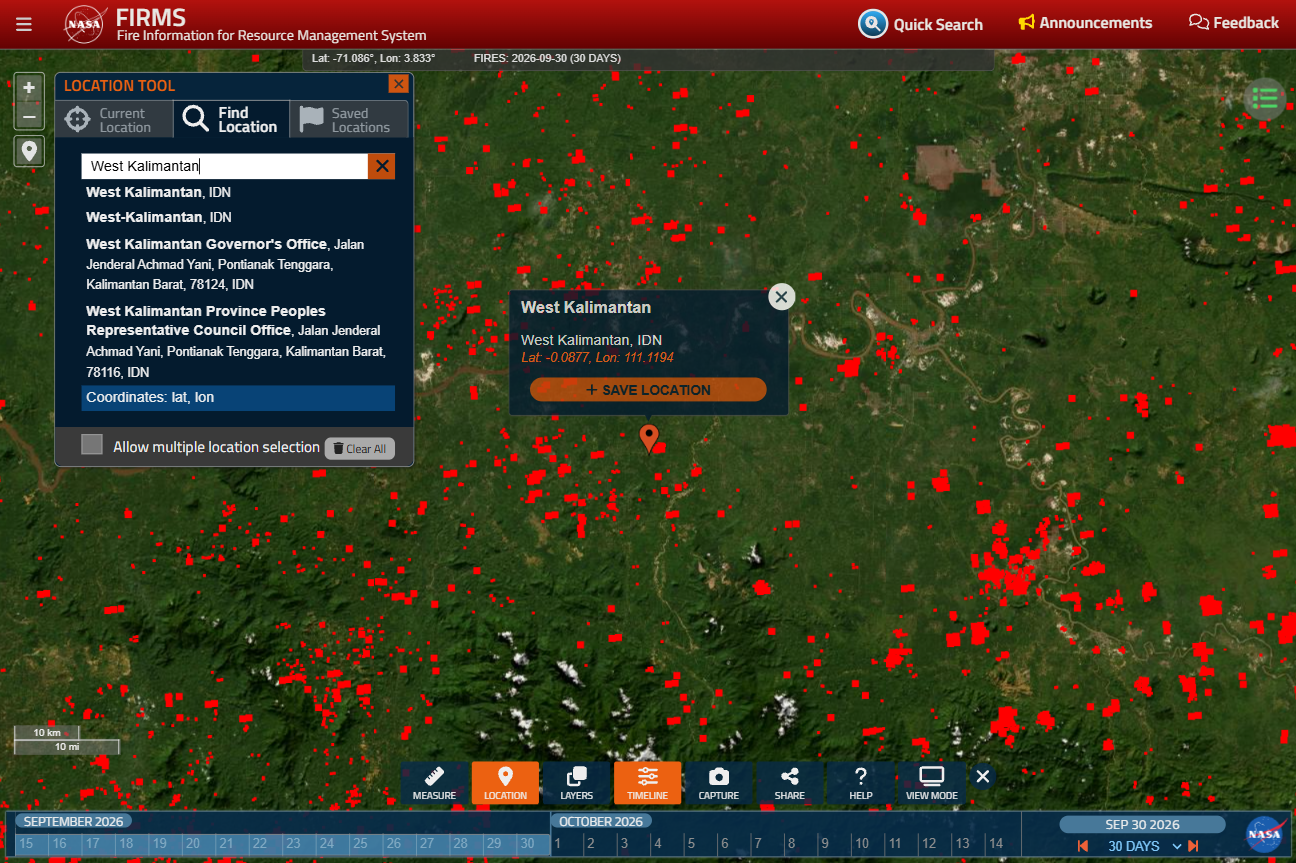 NASA
FIRMS
Fire Information for Resource Management System
Quick Search
Announcements
Feedback
Lat: -71.086°, Lon: 3.833°
FIRES: 2026-09-30 (30 DAYS)
+
−
LOCATION TOOL
Current
Location
Find
Location
Saved
Locations
West Kalimantan
West Kalimantan, IDN
West-Kalimantan, IDN
West Kalimantan Governor's Office, Jalan
Jenderal Achmad Yani, Pontianak Tenggara,
Kalimantan Barat, 78124, IDN
West Kalimantan Province Peoples
Representative Council Office, Jalan Jenderal
Achmad Yani, Pontianak Tenggara, Kalimantan Barat,
78116, IDN
Coordinates: lat, lon
Allow multiple location selection
Clear All
West Kalimantan
West Kalimantan, IDN
Lat: -0.0877, Lon: 111.1194
+ SAVE LOCATION
10 km
10 mi
MEASURE
LOCATION
LAYERS
TIMELINE
CAPTURE
SHARE
?
HELP
VIEW MODE
SEPTEMBER 2026
OCTOBER 2026
15 16 17 18 19 20 21 22 23 24 25 26 27 28 29 30 1 2 3 4 5 6 7 8 9 10 11 12 13 14
SEP 30 2026
30 DAYS
NASA